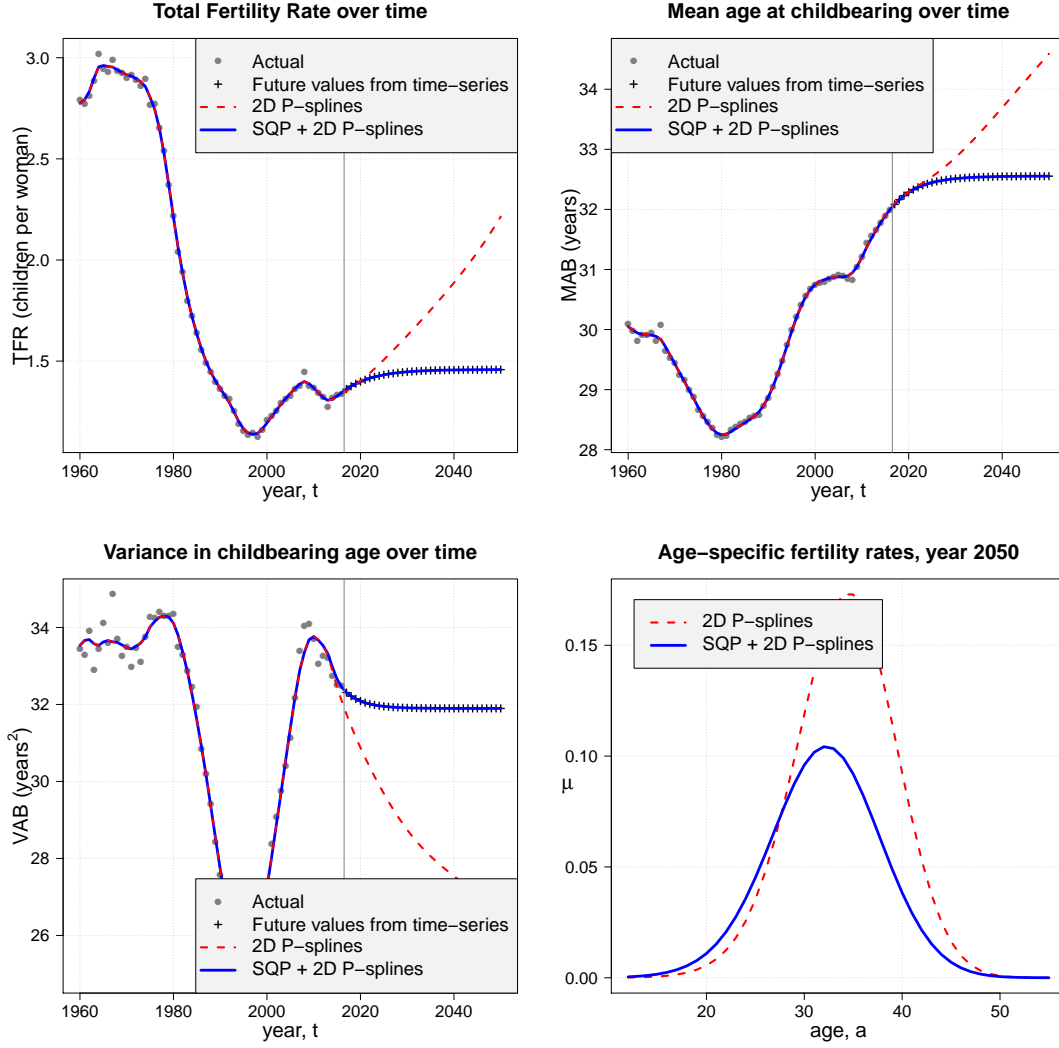 Total Fertility Rate over time
TFR (children per woman)
3.0
2.5
2.0
1.5
Actual
Future values from time−series
2D P−splines
SQP + 2D P−splines
1960 1980 2000 2020 2040
year, t
Mean age at childbearing over time
MAB (years)
34
33
32
31
30
29
28
Actual
Future values from time−series
2D P−splines
SQP + 2D P−splines
1960 1980 2000 2020 2040
year, t
Variance in childbearing age over time
VAB (years²)
34
32
30
28
26
Actual
Future values from time−series
2D P−splines
SQP + 2D P−splines
1960 1980 2000 2020 2040
year, t
Age−specific fertility rates, year 2050
μ
0.15
0.10
0.05
0.00
2D P−splines
SQP + 2D P−splines
20 30 40 50
age, a